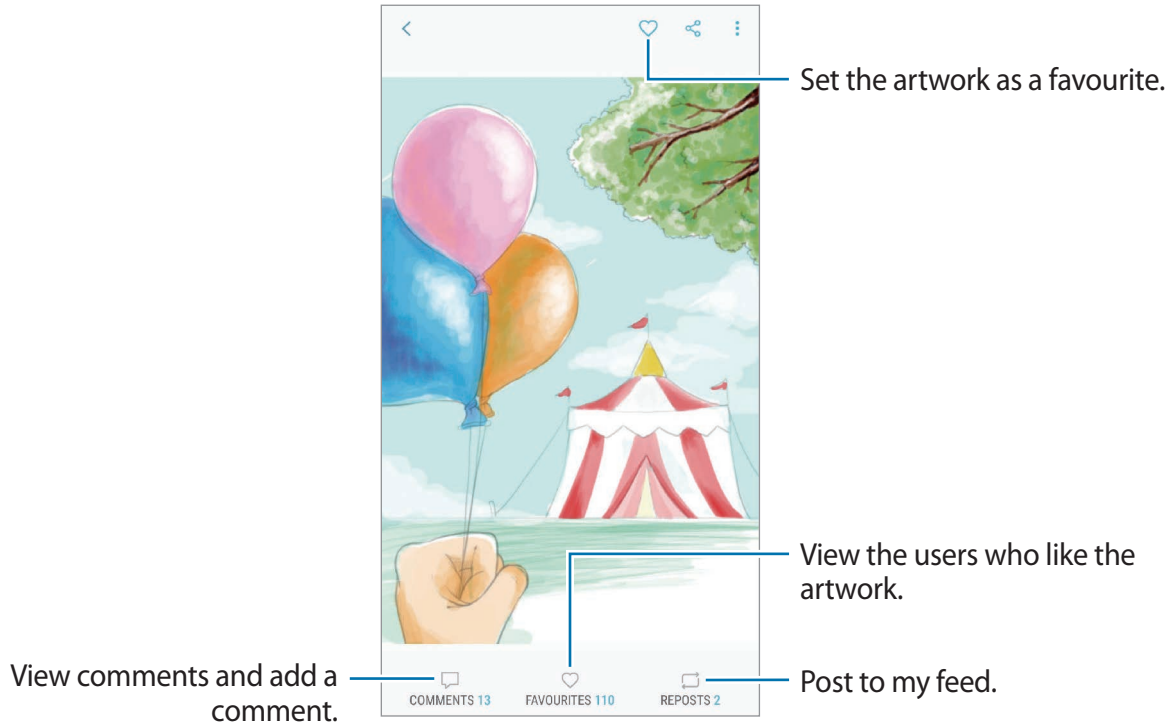 Set the artwork as a favourite.
View the users who like the
artwork.
View comments and add a
comment.
COMMENTS 13
FAVOURITES 110
REPOSTS 2
Post to my feed.